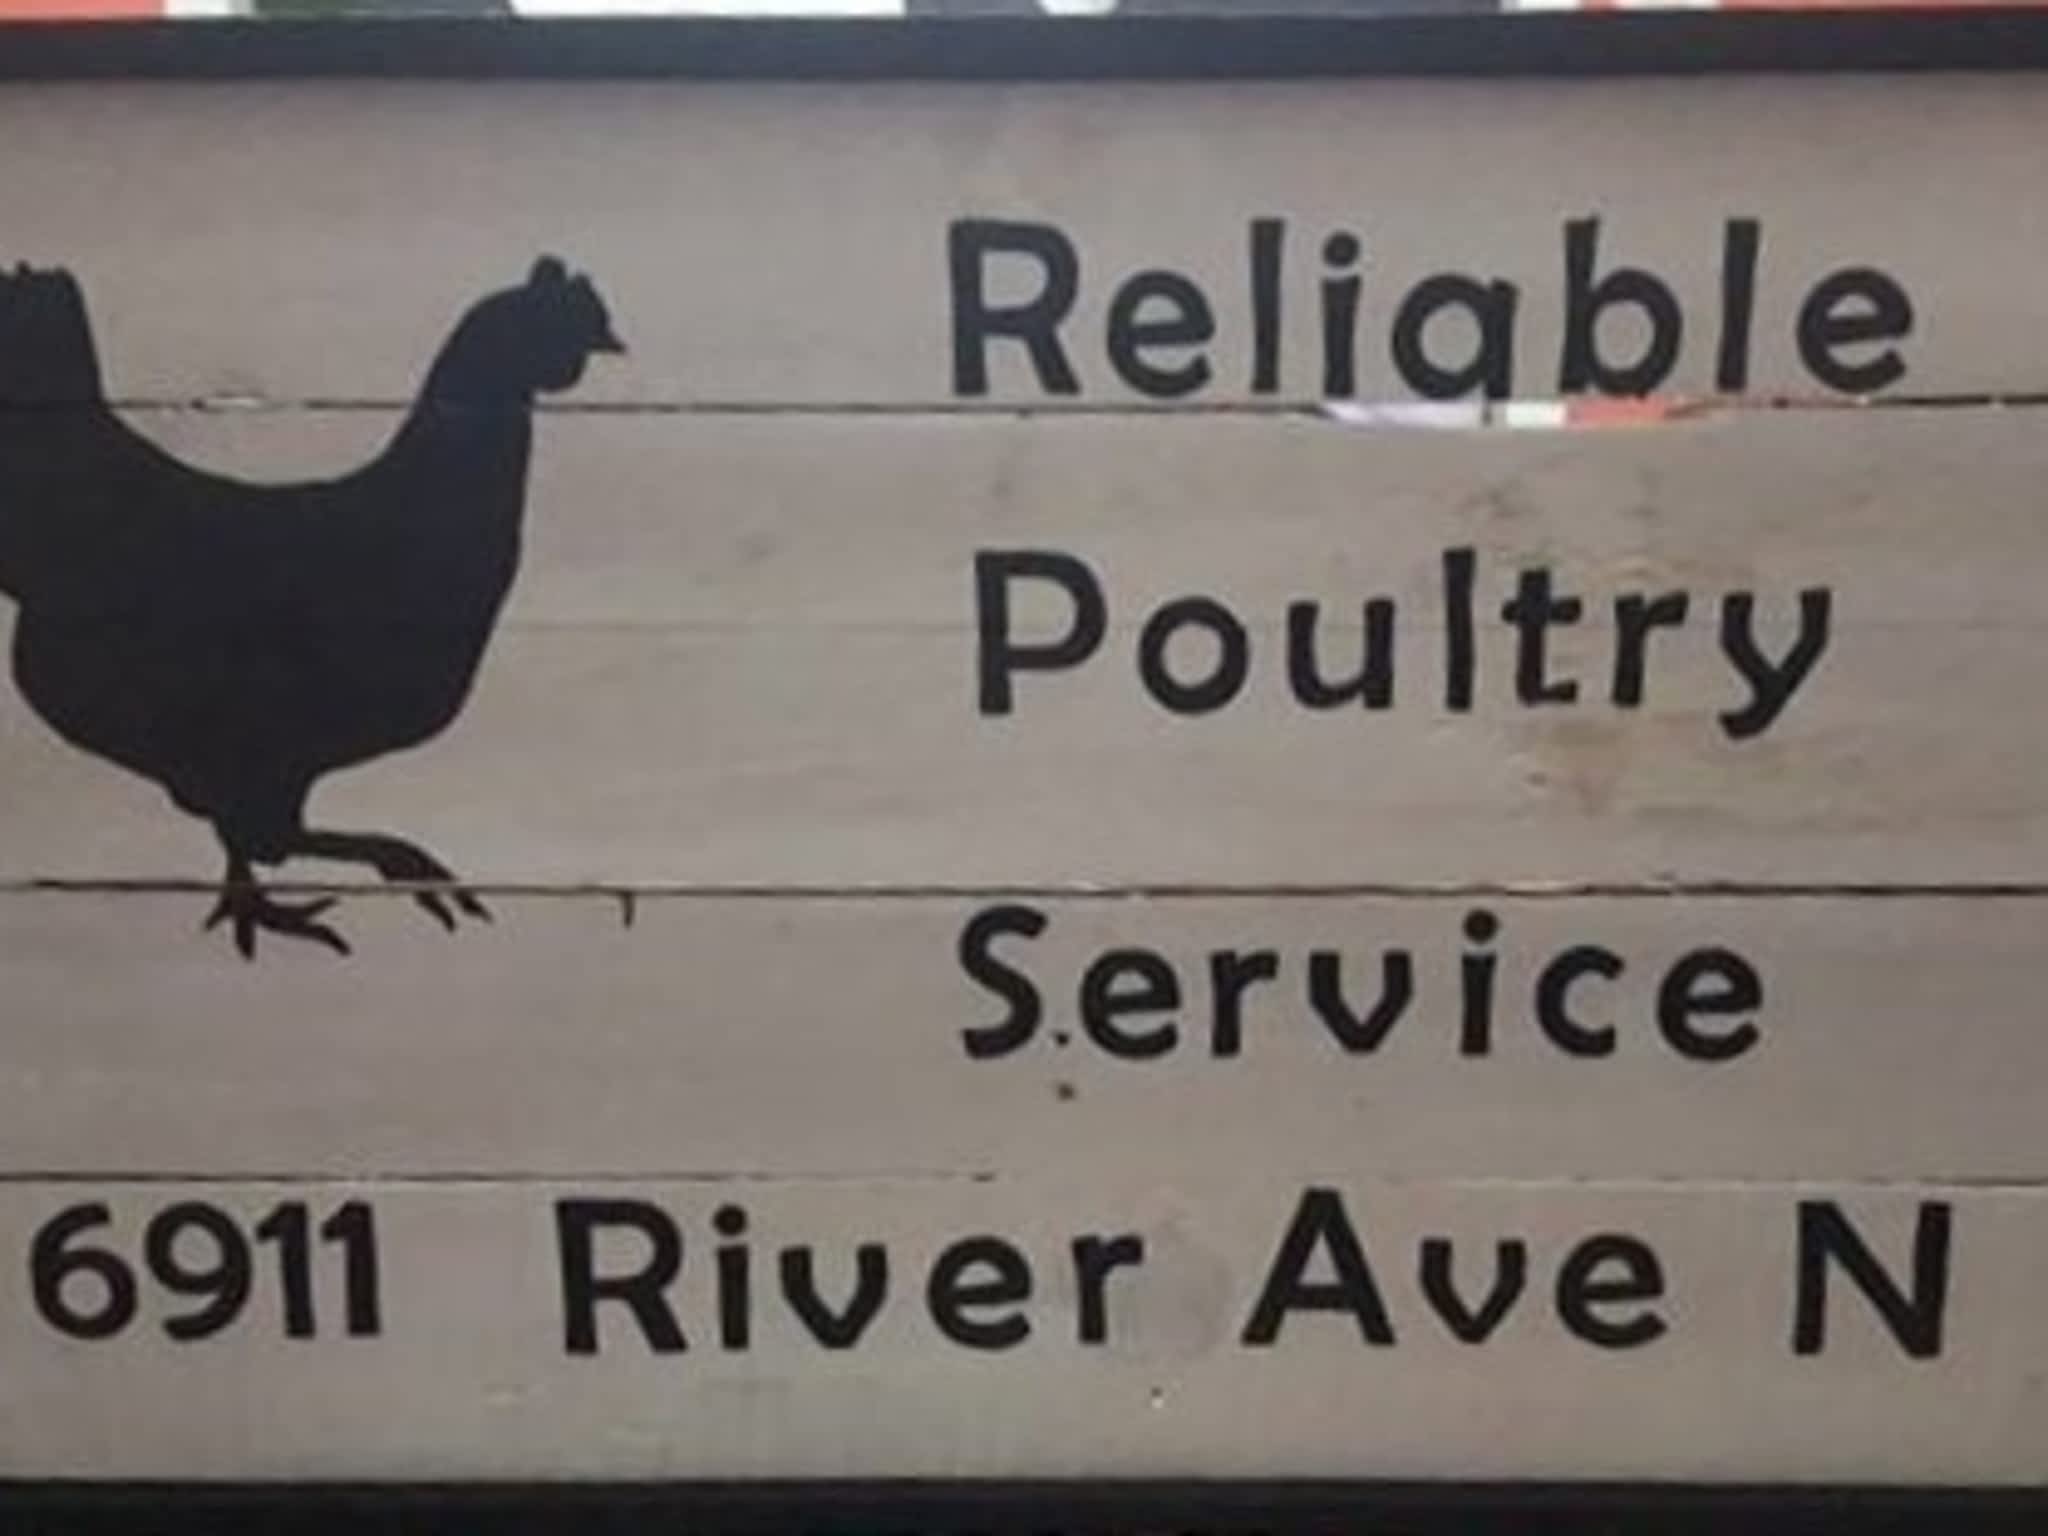 Reliable
Poultry
Service
6911 River Ave N